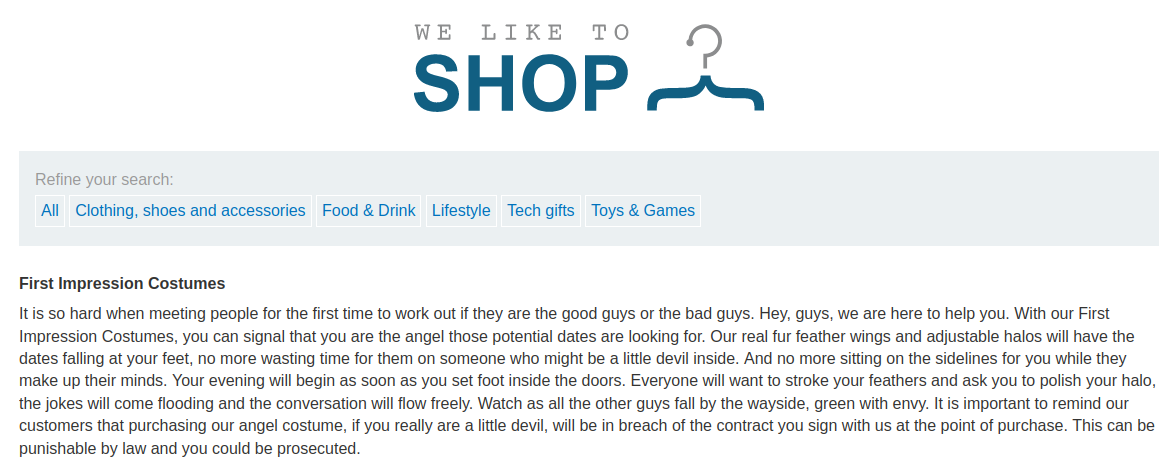 WE LIKE TO
SHOP
Refine your search:
All Clothing, shoes and accessories Food & Drink Lifestyle Tech gifts Toys & Games
First Impression Costumes
It is so hard when meeting people for the first time to work out if they are the good guys or the bad guys. Hey, guys, we are here to help you. With our First
Impression Costumes, you can signal that you are the angel those potential dates are looking for. Our real fur feather wings and adjustable halos will have the
dates falling at your feet, no more wasting time for them on someone who might be a little devil inside. And no more sitting on the sidelines for you while they
make up their minds. Your evening will begin as soon as you set foot inside the doors. Everyone will want to stroke your feathers and ask you to polish your halo,
the jokes will come flooding and the conversation will flow freely. Watch as all the other guys fall by the wayside, green with envy. It is important to remind our
customers that purchasing our angel costume, if you really are a little devil, will be in breach of the contract you sign with us at the point of purchase. This can be
punishable by law and you could be prosecuted.